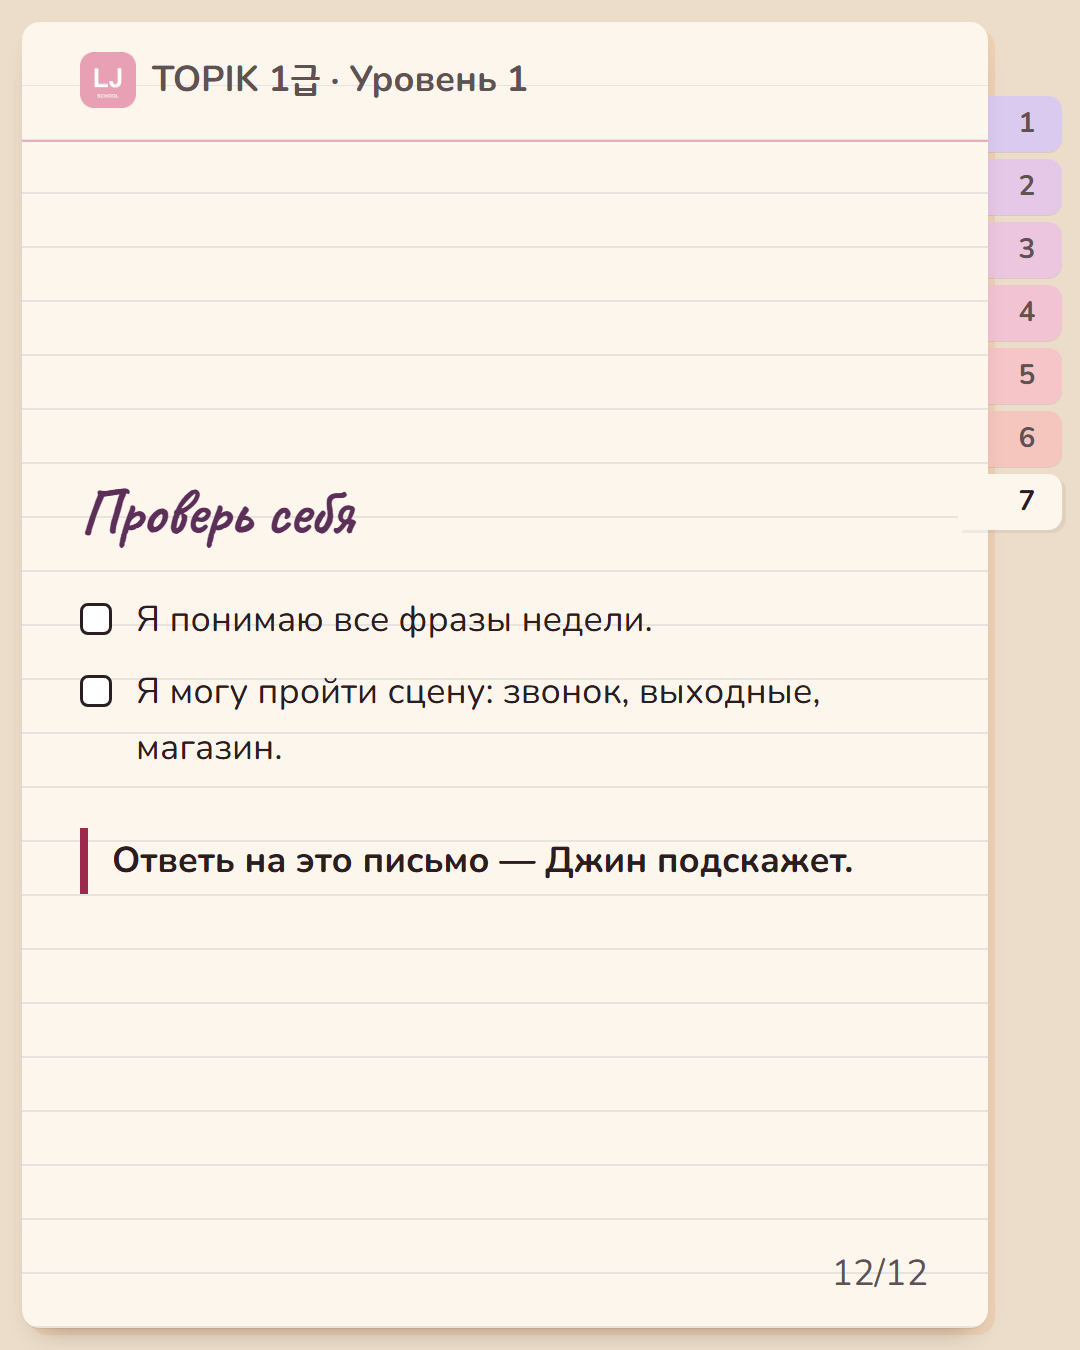 LJ
SCHOOL
TOPIK 1급 · Уровень 1
1
2
3
4
5
6
7
Проверь себя
Я понимаю все фразы недели.
Я могу пройти сцену: звонок, выходные,
магазин.
Ответь на это письмо — Джин подскажет.
12/12